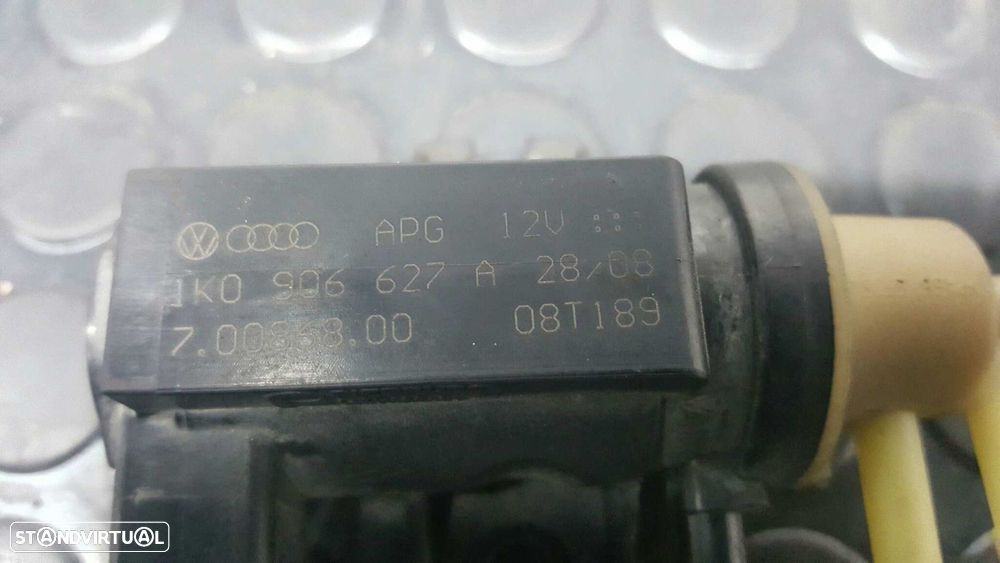 APG 12V
1K0 906 627 A 28/08
7.00868.00 08T189
STANDVIRTUAL